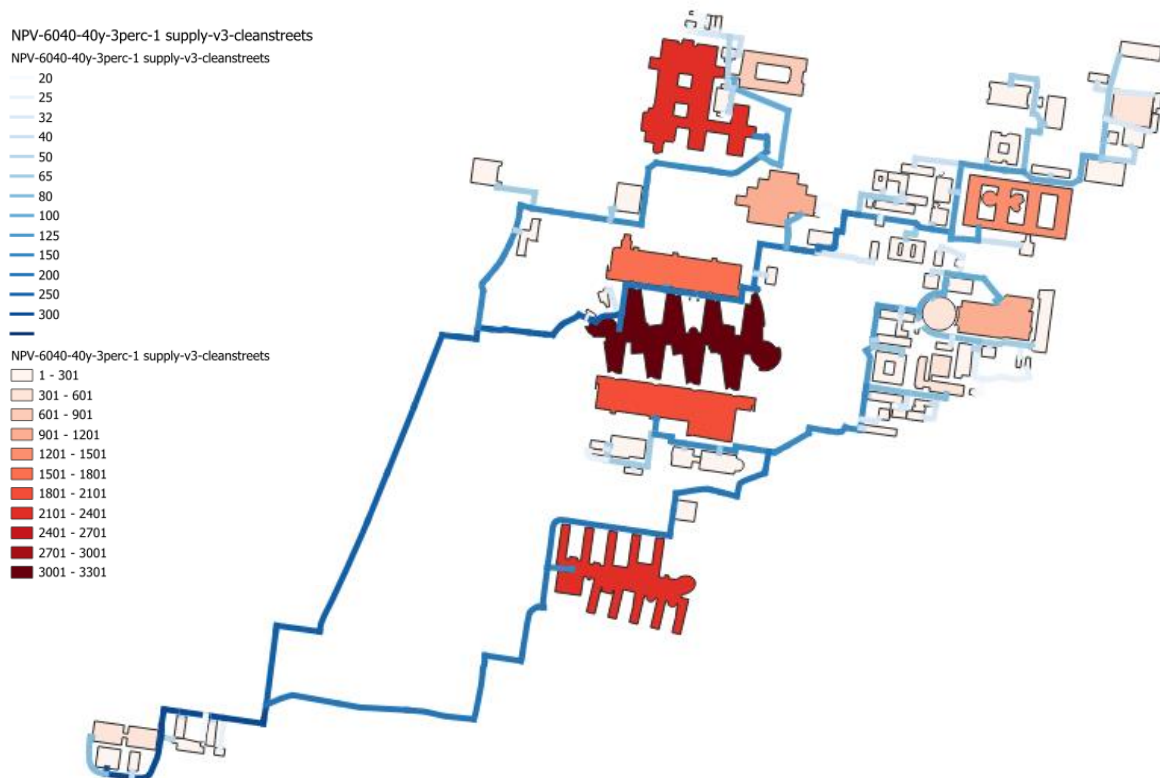 NPV-6040-40y-3perc-1 supply-v3-cleanstreets
NPV-6040-40y-3perc-1 supply-v3-cleanstreets
20
25
32
40
50
65
80
100
125
150
200
250
300
NPV-6040-40y-3perc-1 supply-v3-cleanstreets
1 - 301
301 - 601
601 - 901
901 - 1201
1201 - 1501
1501 - 1801
1801 - 2101
2101 - 2401
2401 - 2701
2701 - 3001
3001 - 3301